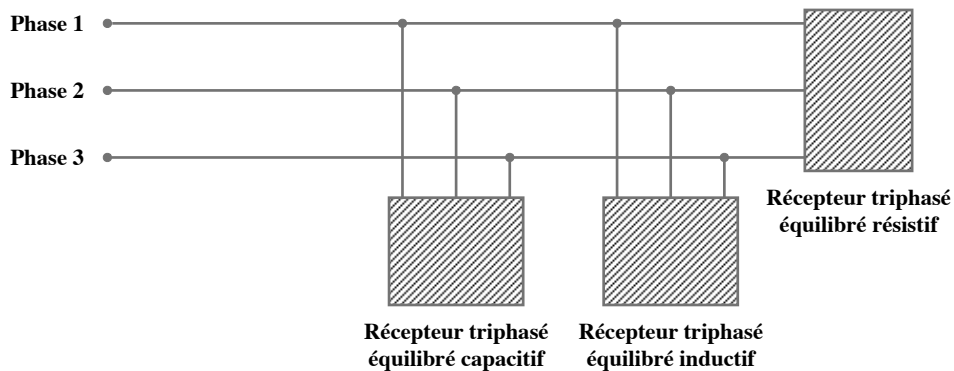 Phase 1
Phase 2
Phase 3
Récepteur triphasé
équilibré résistif
Récepteur triphasé
équilibré capacitif
Récepteur triphasé
équilibré inductif